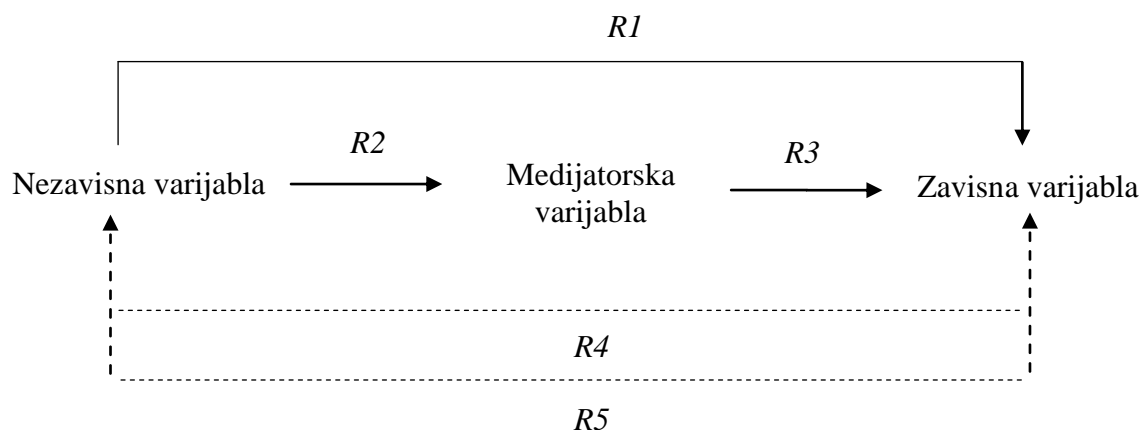 R1
R2
R3
Nezavisna varijabla
Medijatorska
varijabla
Zavisna varijabla
R4
R5